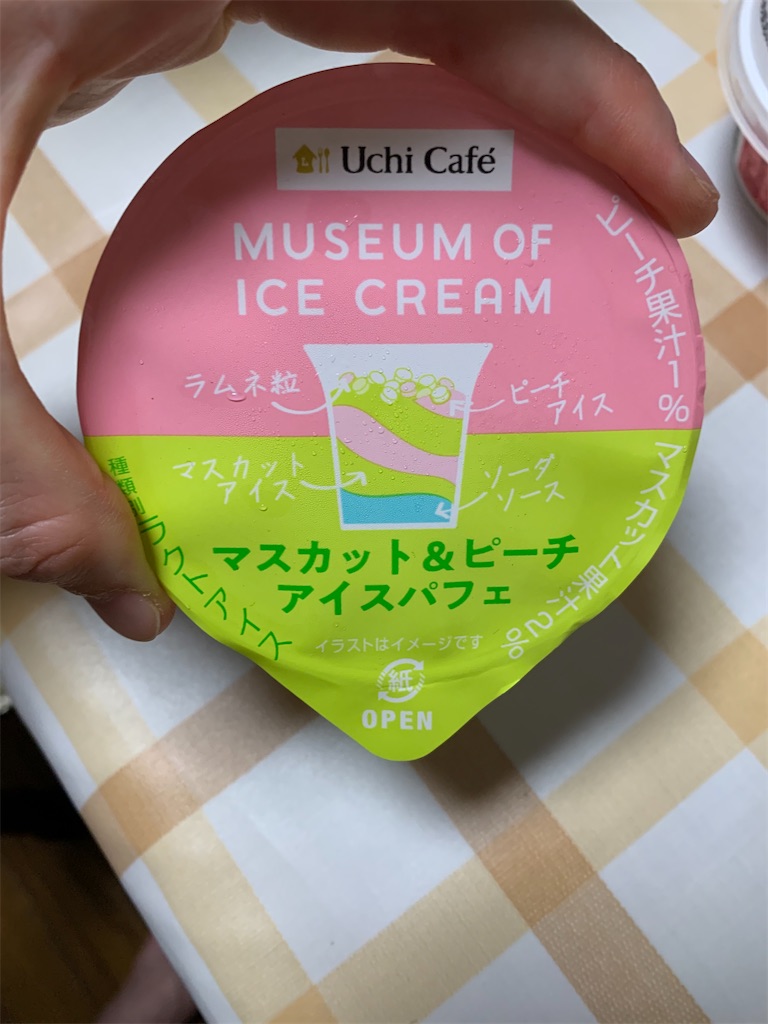 Uchi Café
MUSEUM OF
ICE CREAM
ラムネ粒
ピーチ
アイス
マスカット
アイス
ソーダ
ソース
マスカット&ピーチ
アイスパフェ
イラストはイメージです
紙
OPEN
種類別ラクトアイス
ピーチ果汁1% マスカット果汁2%